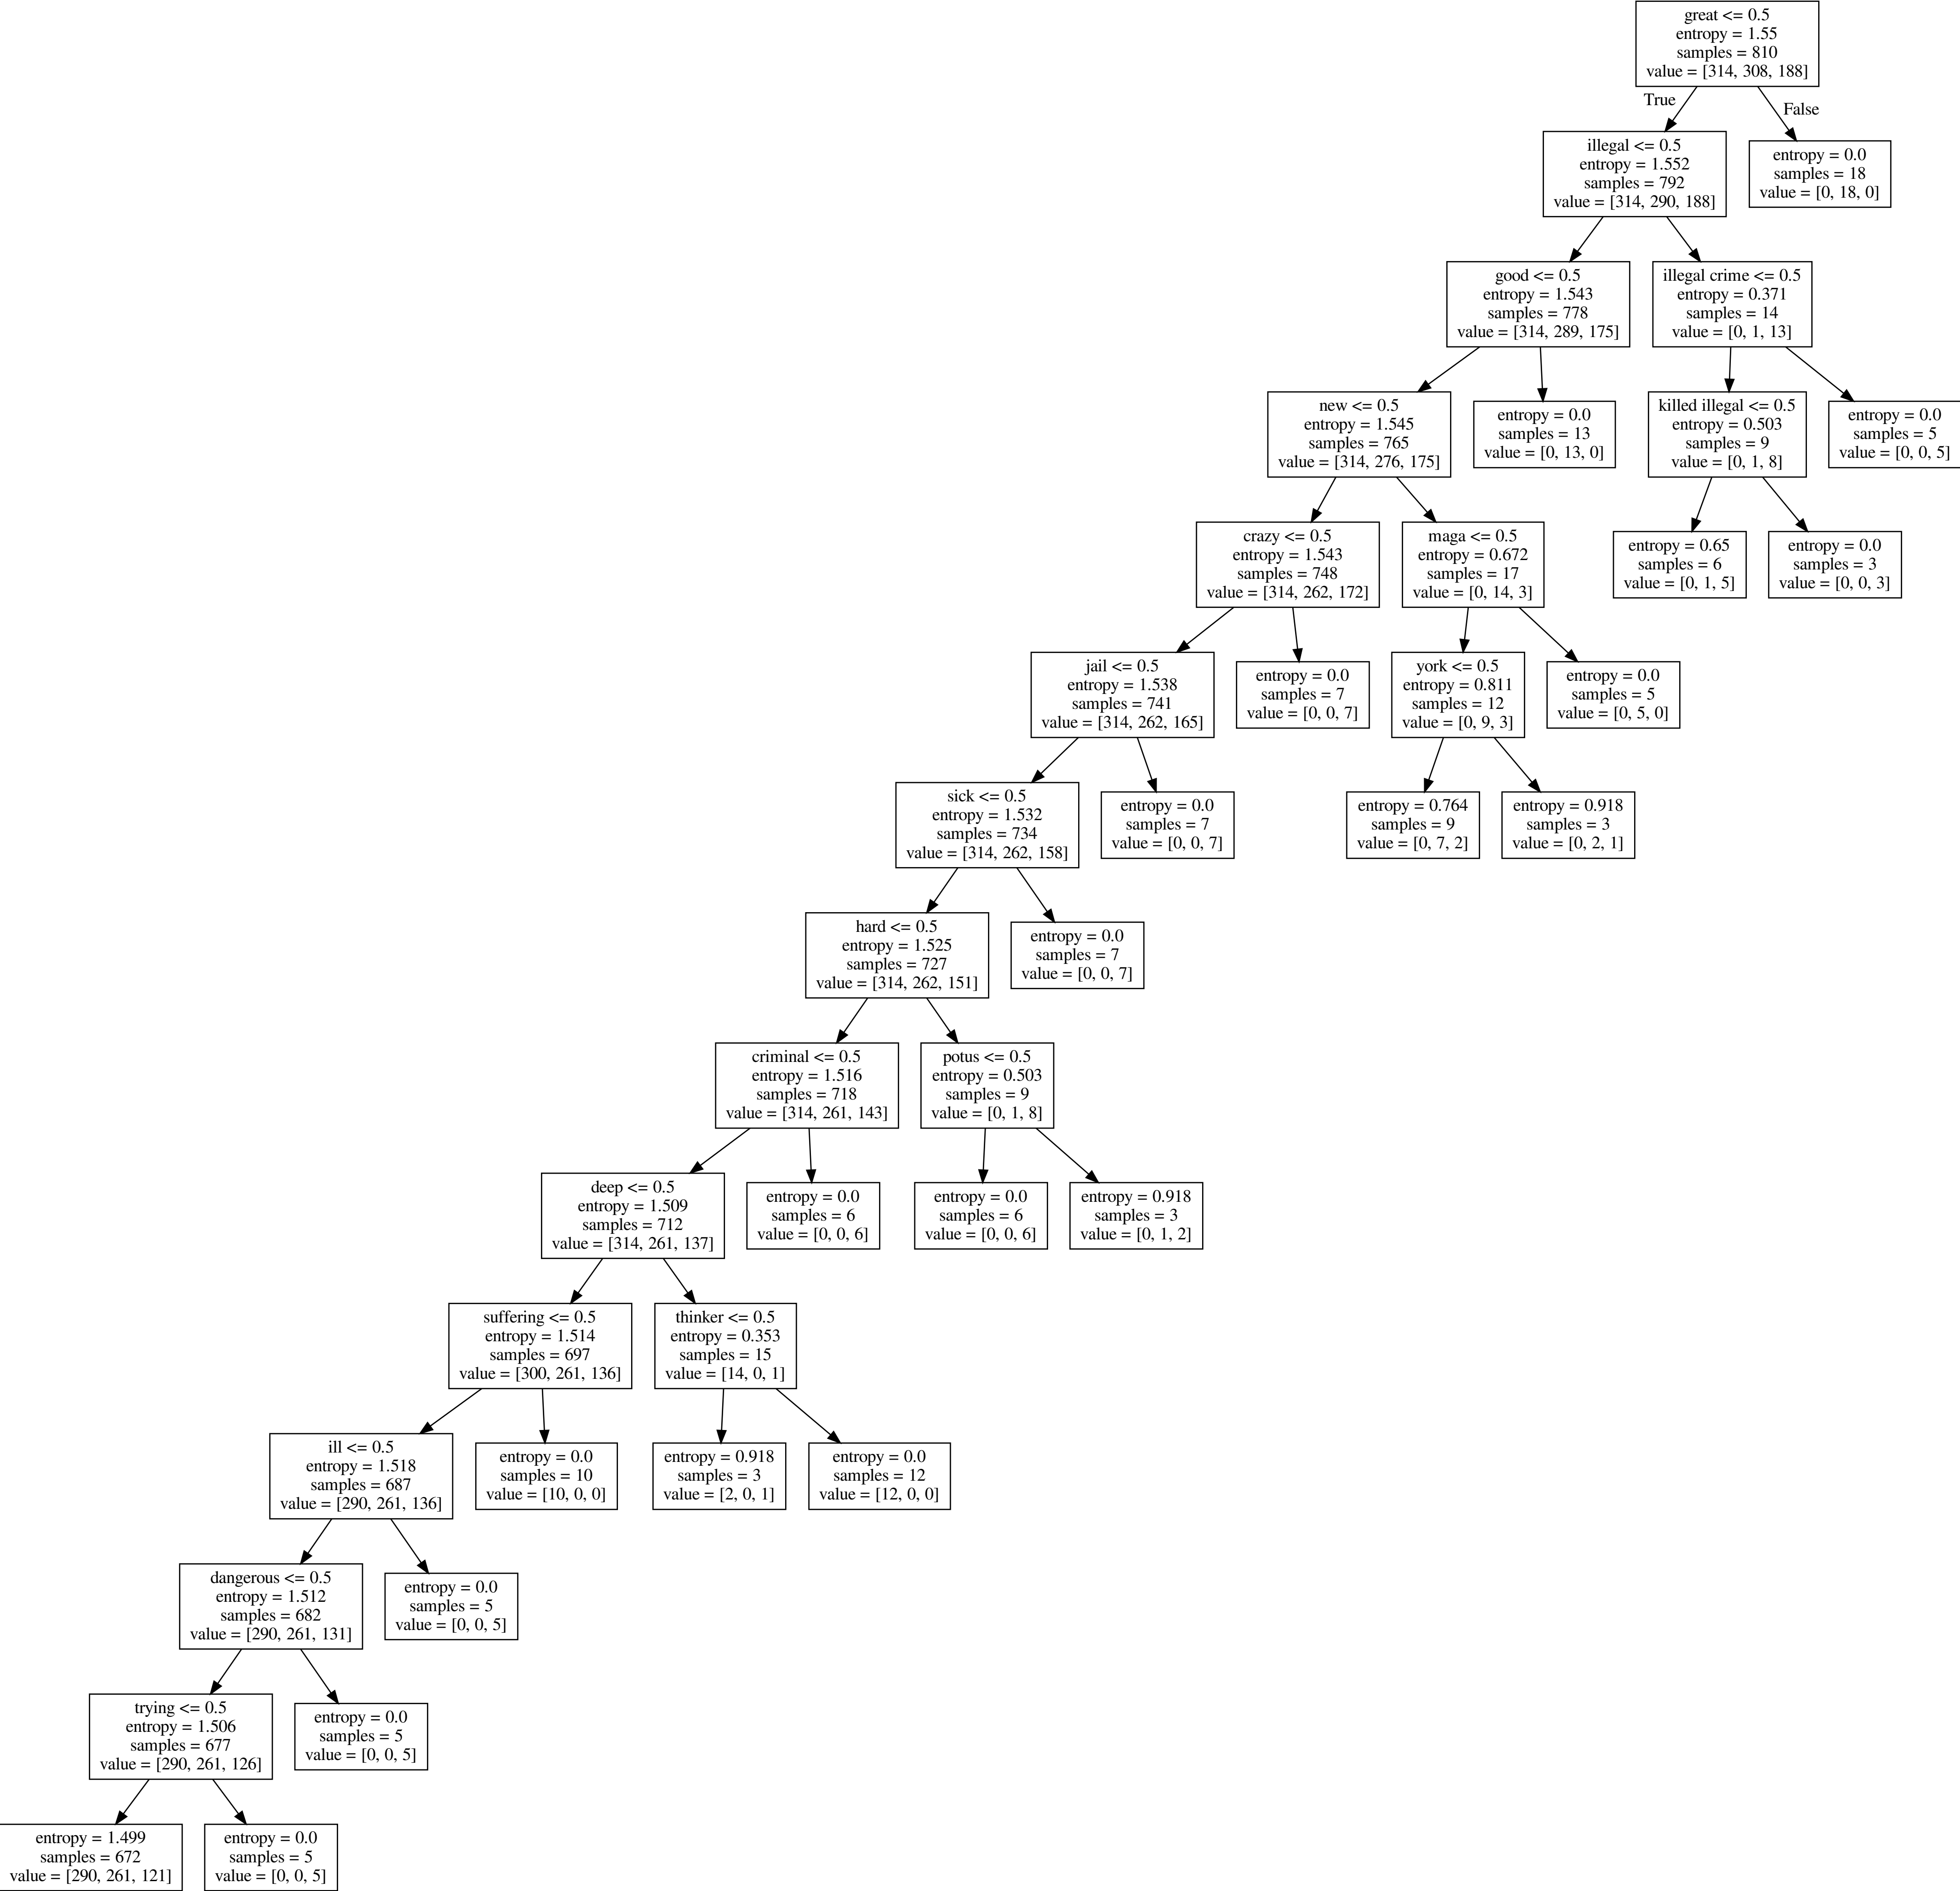 great <= 0.5
entropy = 1.55
samples = 810
value = [314, 308, 188]
True
False
illegal <= 0.5
entropy = 1.552
samples = 792
value = [314, 290, 188]
entropy = 0.0
samples = 18
value = [0, 18, 0]
good <= 0.5
entropy = 1.543
samples = 778
value = [314, 289, 175]
illegal crime <= 0.5
entropy = 0.371
samples = 14
value = [0, 1, 13]
new <= 0.5
entropy = 1.545
samples = 765
value = [314, 276, 175]
entropy = 0.0
samples = 13
value = [0, 13, 0]
killed illegal <= 0.5
entropy = 0.503
samples = 9
value = [0, 1, 8]
entropy = 0.0
samples = 5
value = [0, 0, 5]
crazy <= 0.5
entropy = 1.543
samples = 748
value = [314, 262, 172]
maga <= 0.5
entropy = 0.672
samples = 17
value = [0, 14, 3]
entropy = 0.65
samples = 6
value = [0, 1, 5]
entropy = 0.0
samples = 3
value = [0, 0, 3]
jail <= 0.5
entropy = 1.538
samples = 741
value = [314, 262, 165]
entropy = 0.0
samples = 7
value = [0, 0, 7]
york <= 0.5
entropy = 0.811
samples = 12
value = [0, 9, 3]
entropy = 0.0
samples = 5
value = [0, 5, 0]
sick <= 0.5
entropy = 1.532
samples = 734
value = [314, 262, 158]
entropy = 0.0
samples = 7
value = [0, 0, 7]
entropy = 0.764
samples = 9
value = [0, 7, 2]
entropy = 0.918
samples = 3
value = [0, 2, 1]
hard <= 0.5
entropy = 1.525
samples = 727
value = [314, 262, 151]
entropy = 0.0
samples = 7
value = [0, 0, 7]
criminal <= 0.5
entropy = 1.516
samples = 718
value = [314, 261, 143]
potus <= 0.5
entropy = 0.503
samples = 9
value = [0, 1, 8]
deep <= 0.5
entropy = 1.509
samples = 712
value = [314, 261, 137]
entropy = 0.0
samples = 6
value = [0, 0, 6]
entropy = 0.0
samples = 6
value = [0, 0, 6]
entropy = 0.918
samples = 3
value = [0, 1, 2]
suffering <= 0.5
entropy = 1.514
samples = 697
value = [300, 261, 136]
thinker <= 0.5
entropy = 0.353
samples = 15
value = [14, 0, 1]
ill <= 0.5
entropy = 1.518
samples = 687
value = [290, 261, 136]
entropy = 0.0
samples = 10
value = [10, 0, 0]
entropy = 0.918
samples = 3
value = [2, 0, 1]
entropy = 0.0
samples = 12
value = [12, 0, 0]
dangerous <= 0.5
entropy = 1.512
samples = 682
value = [290, 261, 131]
entropy = 0.0
samples = 5
value = [0, 0, 5]
trying <= 0.5
entropy = 1.506
samples = 677
value = [290, 261, 126]
entropy = 0.0
samples = 5
value = [0, 0, 5]
entropy = 1.499
samples = 672
value = [290, 261, 121]
entropy = 0.0
samples = 5
value = [0, 0, 5]